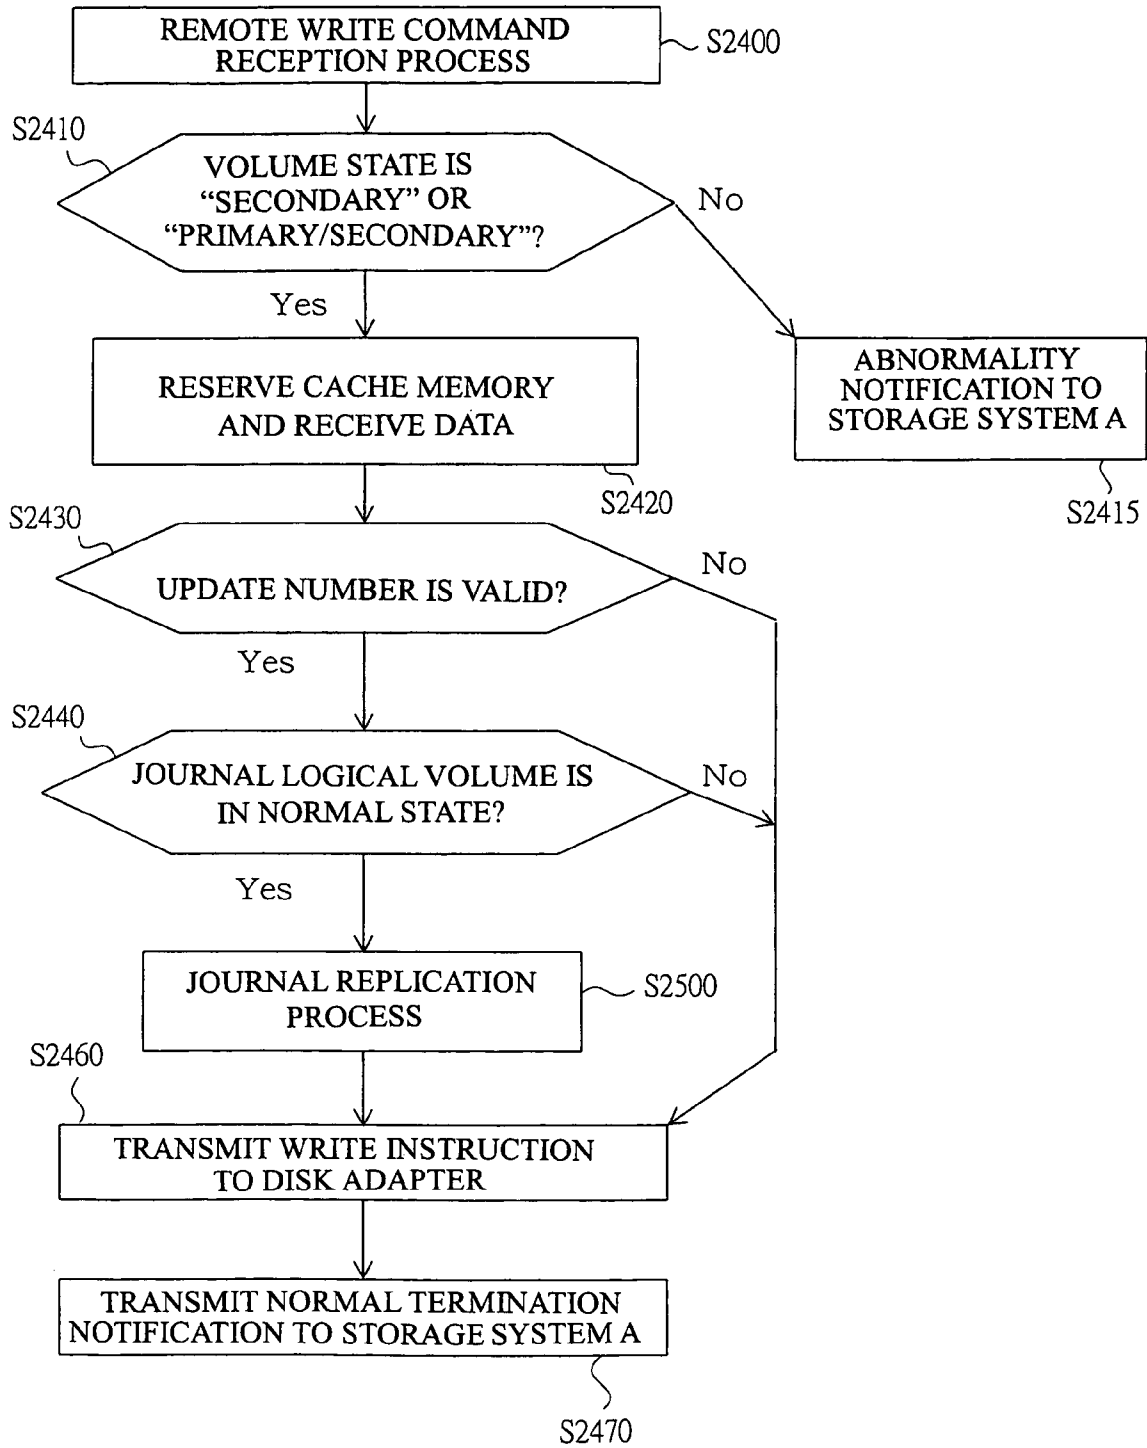 REMOTE WRITE COMMAND
RECEPTION PROCESS
S2400
S2410
VOLUME STATE IS
“SECONDARY” OR
“PRIMARY/SECONDARY”?
No
Yes
ABNORMALITY
NOTIFICATION TO
STORAGE SYSTEM A
S2415
RESERVE CACHE MEMORY
AND RECEIVE DATA
S2420
S2430
UPDATE NUMBER IS VALID?
No
Yes
S2440
JOURNAL LOGICAL VOLUME IS
IN NORMAL STATE?
No
Yes
JOURNAL REPLICATION
PROCESS
S2500
S2460
TRANSMIT WRITE INSTRUCTION
TO DISK ADAPTER
TRANSMIT NORMAL TERMINATION
NOTIFICATION TO STORAGE SYSTEM A
S2470